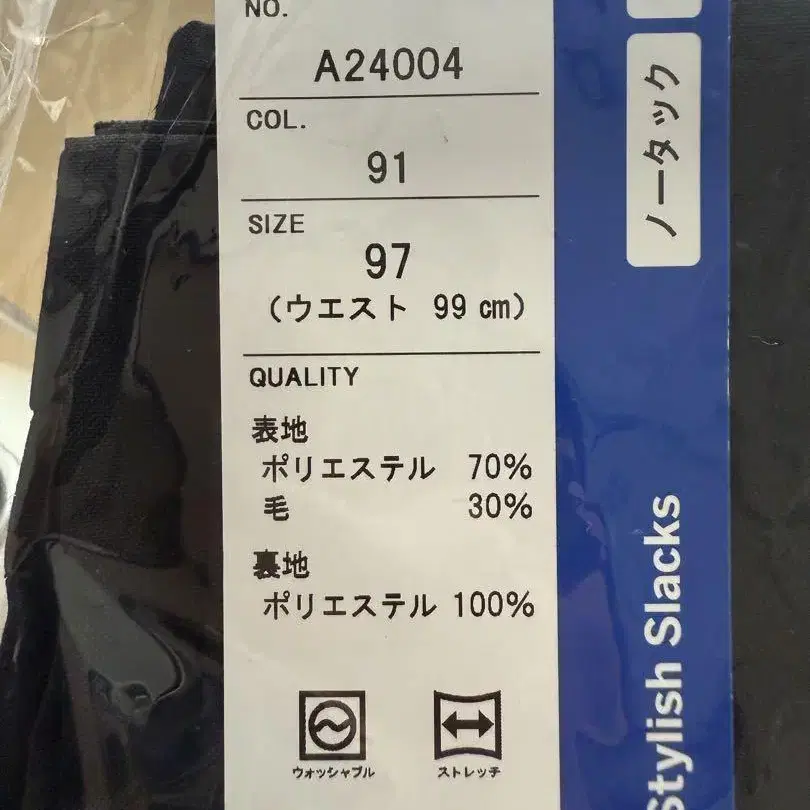 NO.
A24004
COL.
91
SIZE
97
（ウエスト 99㎝）
QUALITY
表地
ポリエステル 70%
毛 30%
裏地
ポリエステル 100%
ウォッシャブル
ストレッチ
ノータック
Stylish Slacks